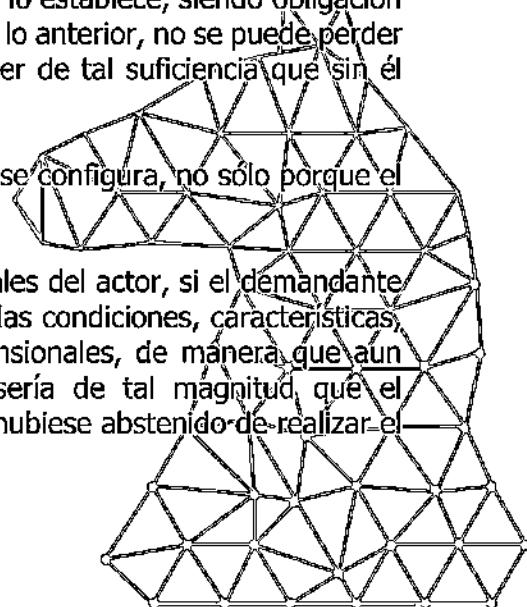 lo establece, siendo obligación
lo anterior, no se puede perder
er de tal suficiencia que sin él
se configura, no sólo porque el
ales del actor, si el demandante
las condiciones, características,
nsionales, de manera que aun
sería de tal magnitud que el
hubiese abstenido de realizar el